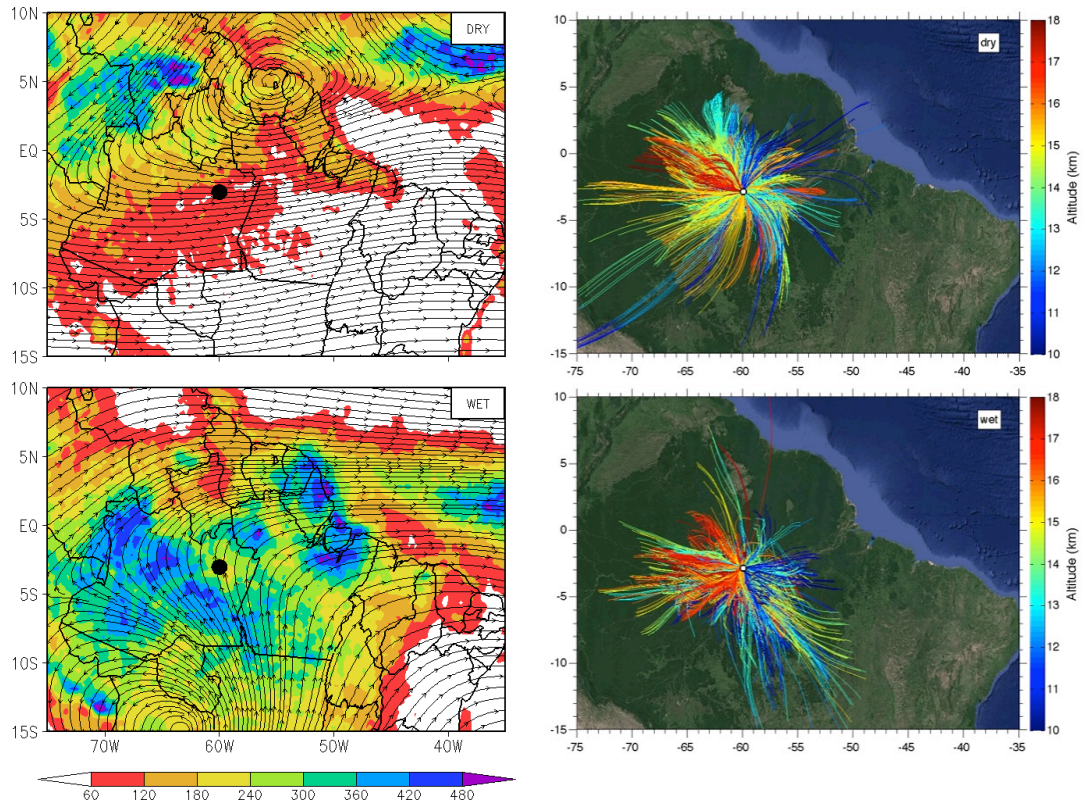 10N
DRY
5N
EQ
5S
10S
15S
10N
WET
5N
EQ
5S
10S
15S
70W 60W 50W 40W
60 120 180 240 300 360 420 480
10
dry
5
0
-5
-10
-15
-75 -70 -65 -60 -55 -50 -45 -40 -35
18
17
16
15
14
13
12
11
10
Altitude (km)
10
wet
5
0
-5
-10
-15
-75 -70 -65 -60 -55 -50 -45 -40 -35
18
17
16
15
14
13
12
11
10
Altitude (km)